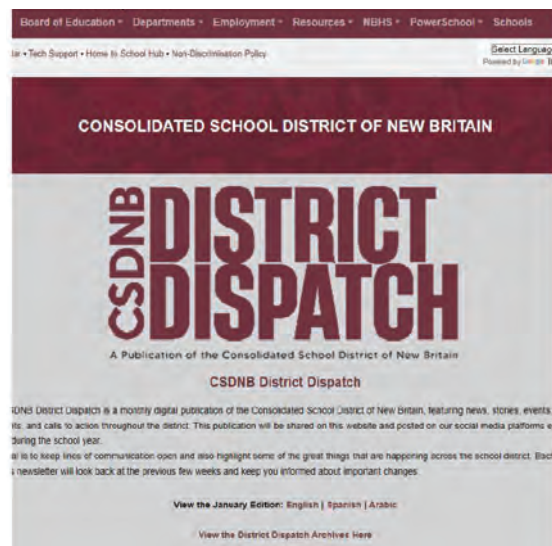 Board of Education Departments Employment Resources NBHS PowerSchool Schools
• Tech Support • Home to School Hub • Non-Discrimination Policy
Select Language
Powered by Google
CONSOLIDATED SCHOOL DISTRICT OF NEW BRITAIN
CSDNB
DISTRICT
DISPATCH
A Publication of the Consolidated School District of New Britain
CSDNB District Dispatch
CSDNB District Dispatch is a monthly digital publication of the Consolidated School District of New Britain, featuring news, stories, events,
and calls to action throughout the district. This publication will be shared on this website and posted on our social media platforms
during the school year.
is to keep lines of communication open and also highlight some of the great things that are happening across the school district. Each
newsletter will look back at the previous few weeks and keep you informed about important changes.
View the January Edition: English | Spanish | Arabic
View the District Dispatch Archives Here